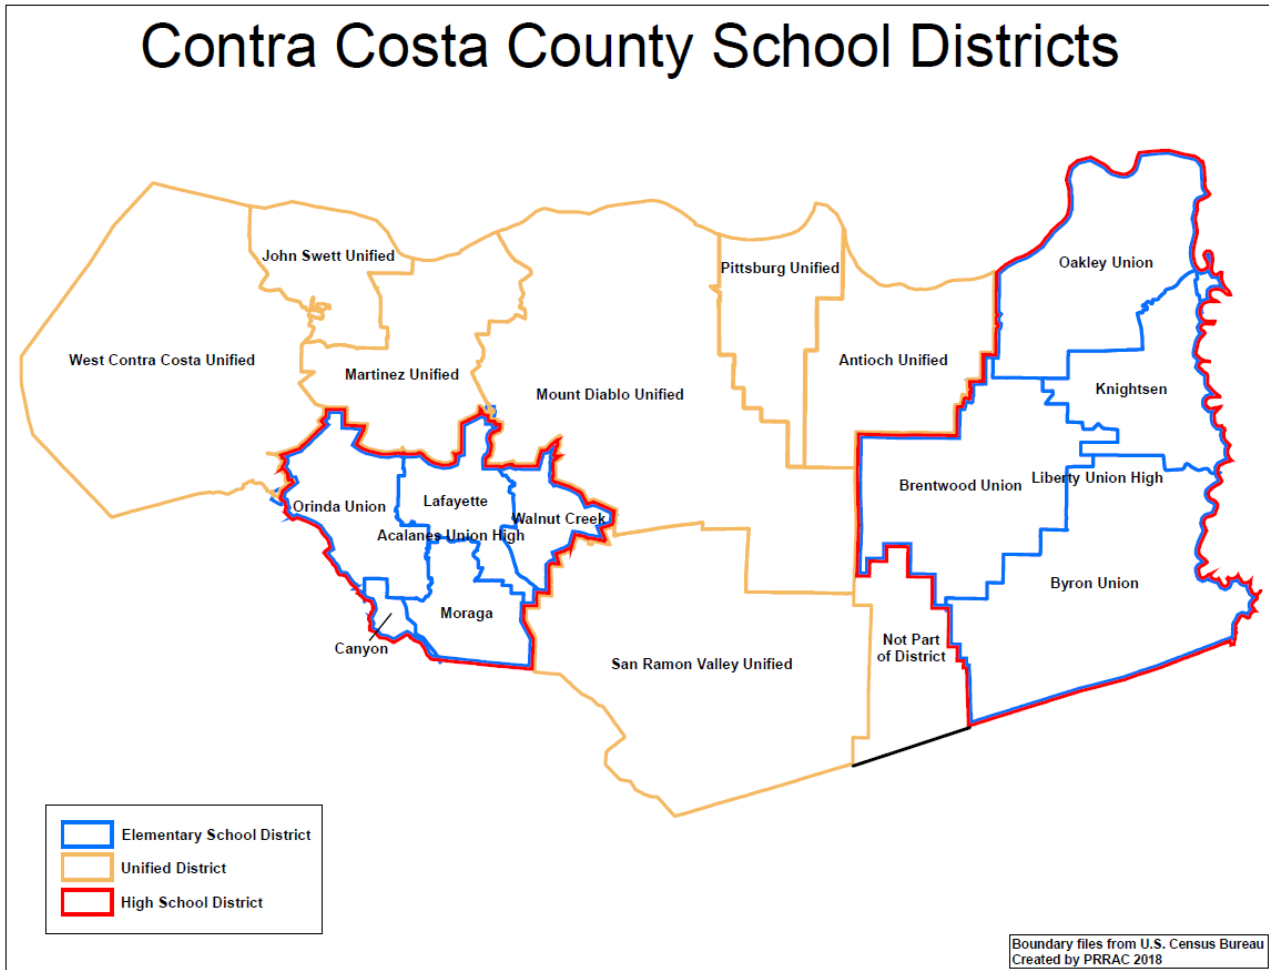 Contra Costa County School Districts
John Swett Unified
Pittsburg Unified
Oakley Union
West Contra Costa Unified
Martinez Unified
Mount Diablo Unified
Antioch Unified
Knightsen
Orinda Union
Lafayette
Walnut Creek
Acalanes Union High
Brentwood Union
Liberty Union High
Byron Union
Moraga
Canyon
San Ramon Valley Unified
Not Part
of District
Elementary School District
Unified District
High School District
Boundary files from U.S. Census Bureau
Created by PRRAC 2018